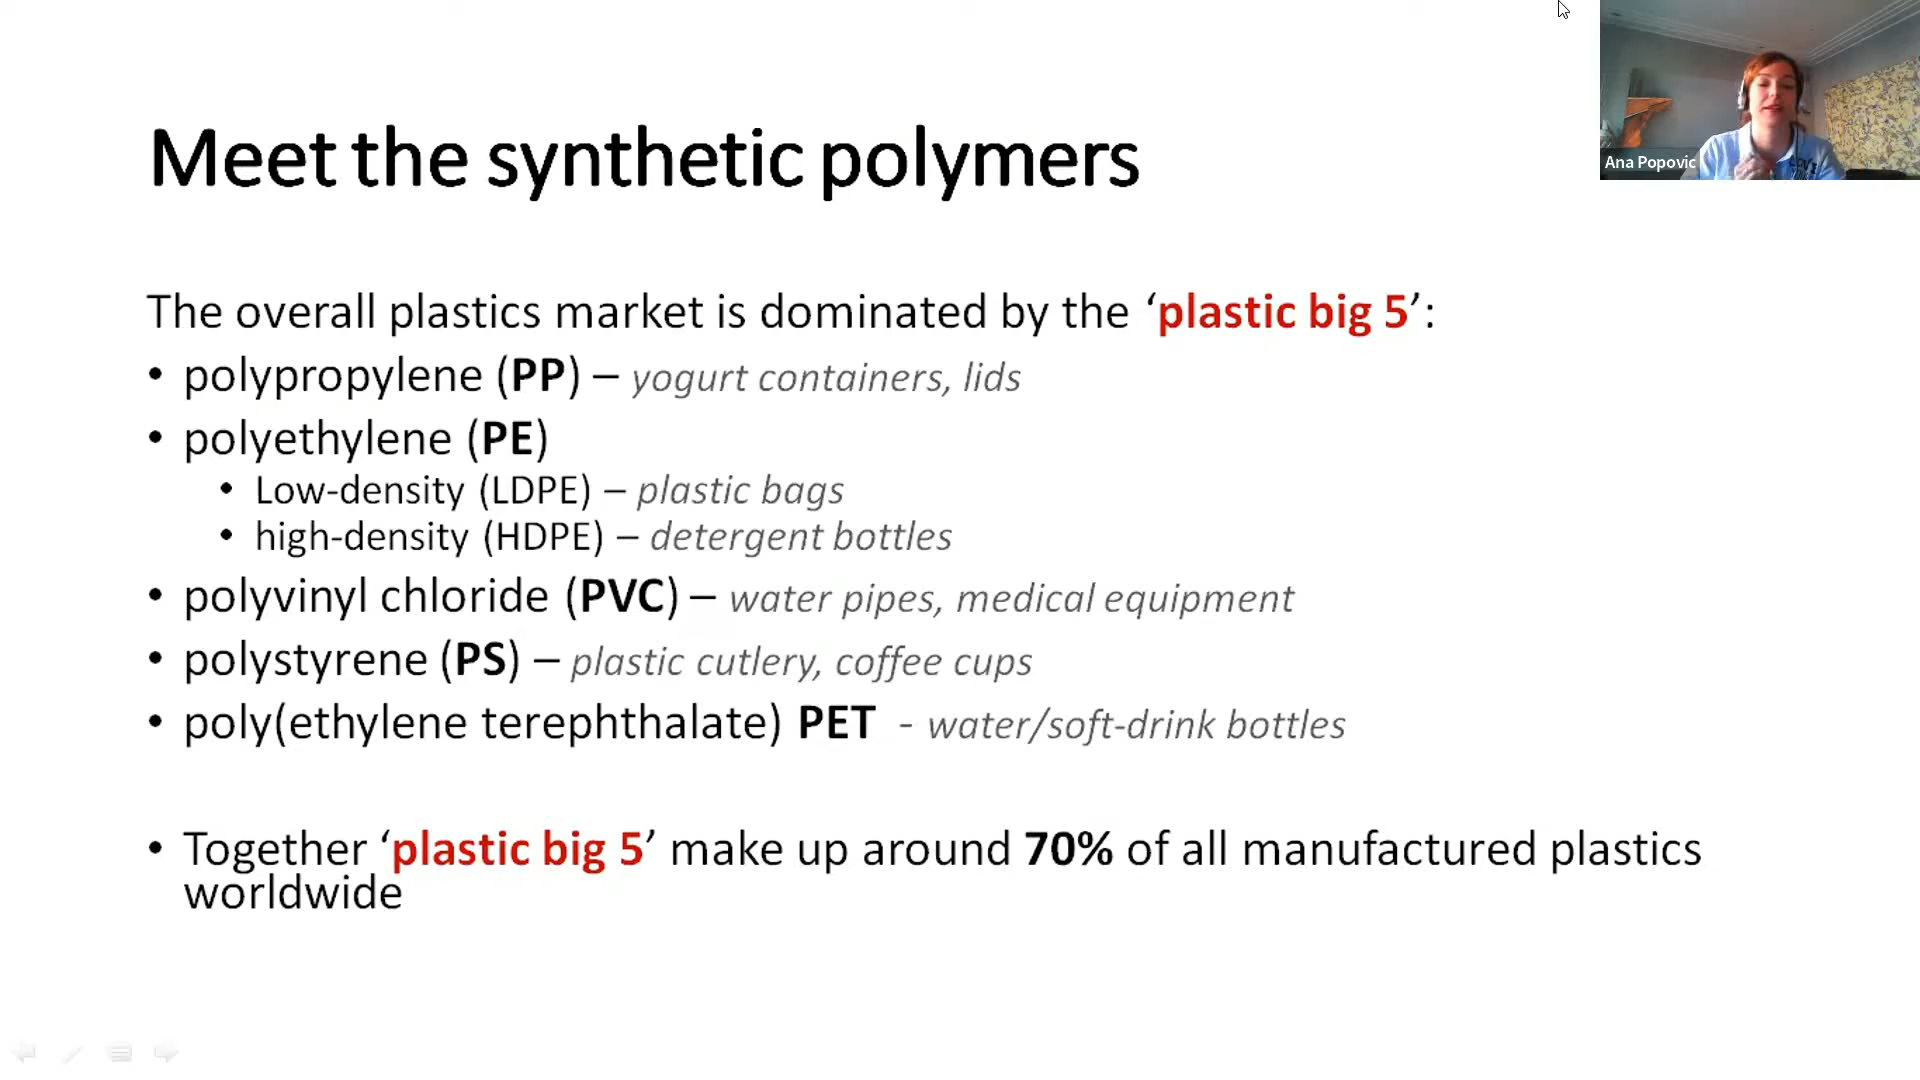 Meet the synthetic polymers
Ana Popovic
The overall plastics market is dominated by the ‘plastic big 5’:
• polypropylene (PP) – yogurt containers, lids
• polyethylene (PE)
• Low-density (LDPE) – plastic bags
• high-density (HDPE) – detergent bottles
• polyvinyl chloride (PVC) – water pipes, medical equipment
• polystyrene (PS) – plastic cutlery, coffee cups
• poly(ethylene terephthalate) PET - water/soft-drink bottles
• Together ‘plastic big 5’ make up around 70% of all manufactured plastics
worldwide